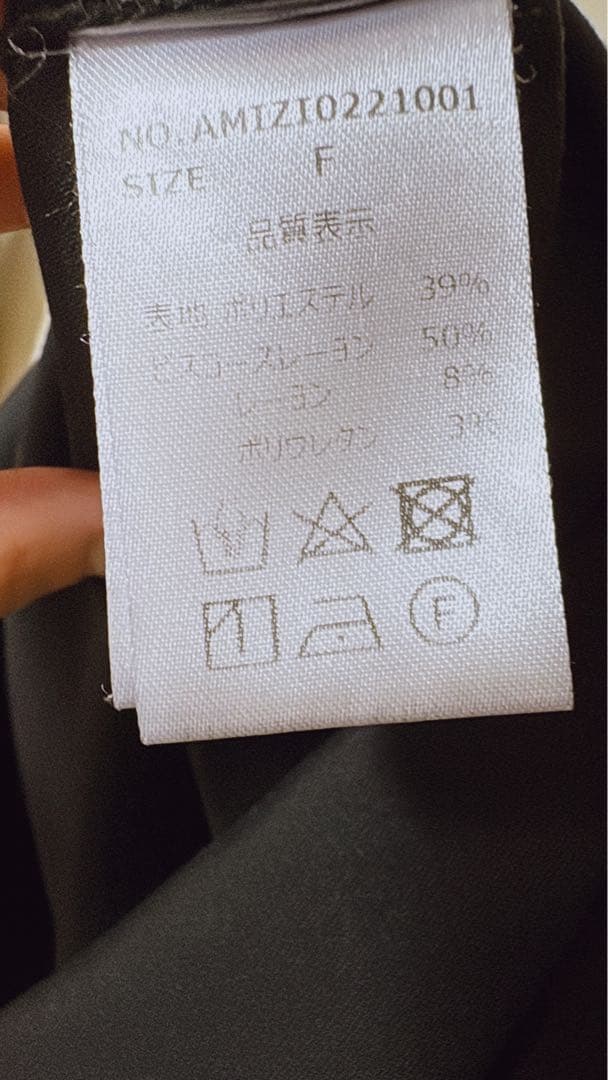 NO.AMIZI0221001
SIZE F
品質表示
表地 ポリエステル 39%
ビスコースレーヨン 50%
レーヨン 8%
ポリウレタン 3%
F